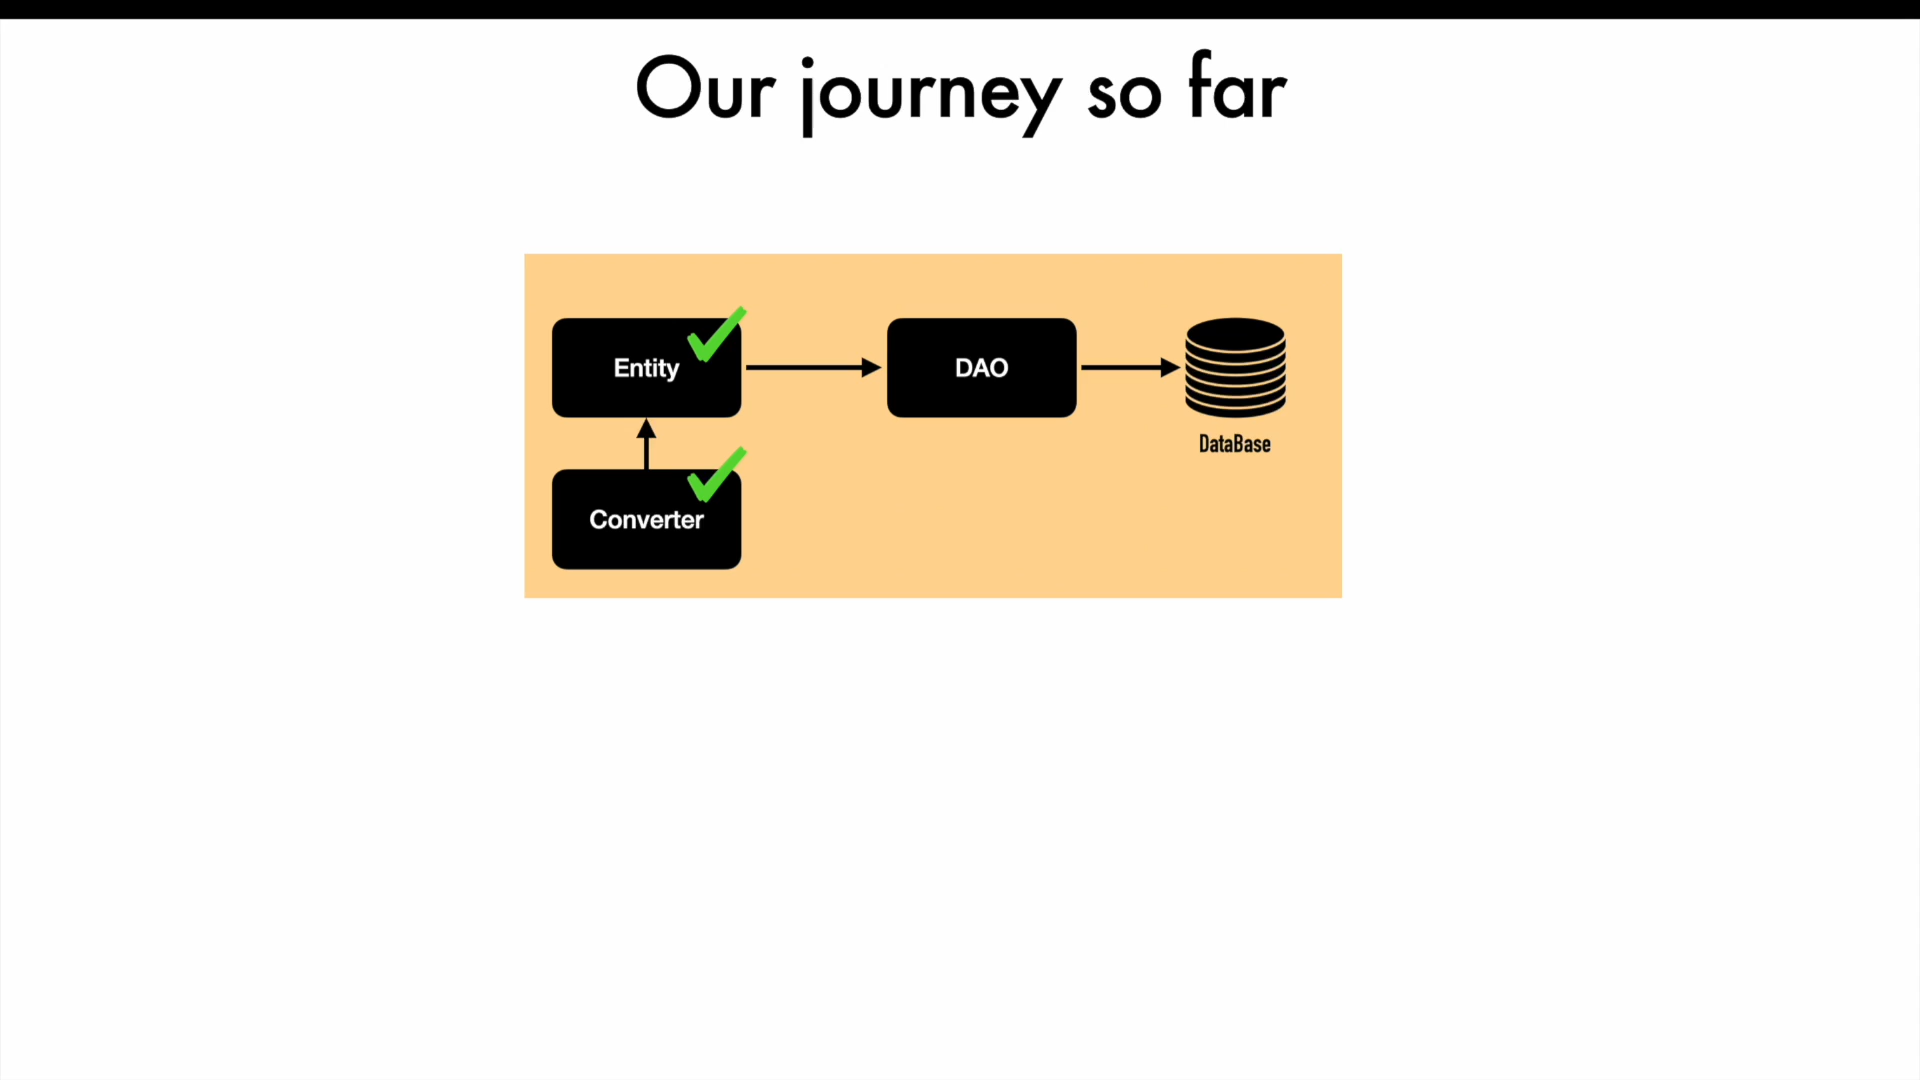 Our journey so far
Entity
DAO
DataBase
Converter